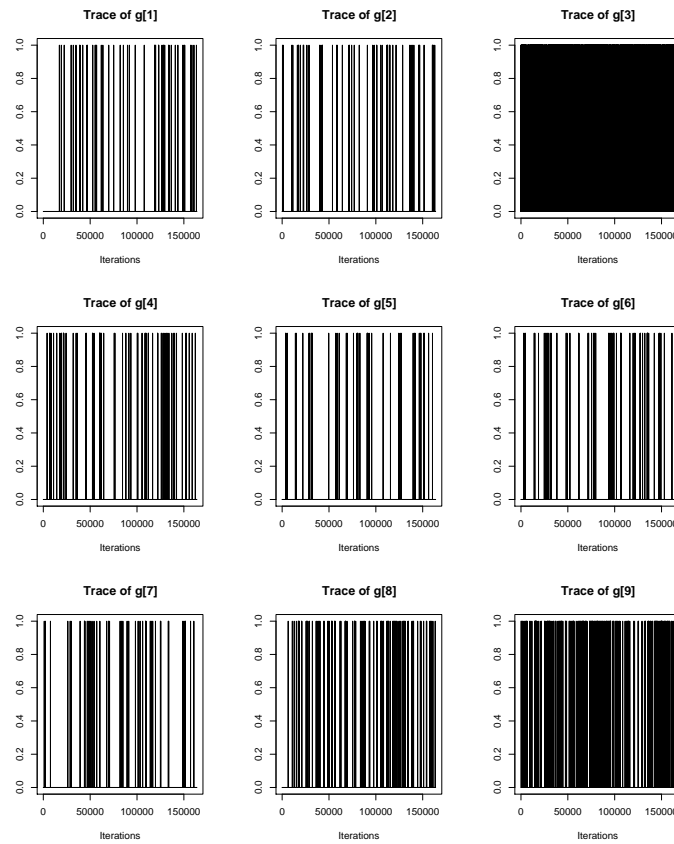 Trace of g[1]
0.0 0.2 0.4 0.6 0.8 1.0
0 50000 100000 150000
Iterations
Trace of g[2]
0.0 0.2 0.4 0.6 0.8 1.0
0 50000 100000 150000
Iterations
Trace of g[3]
0.0 0.2 0.4 0.6 0.8 1.0
0 50000 100000 150000
Iterations
Trace of g[4]
0.0 0.2 0.4 0.6 0.8 1.0
0 50000 100000 150000
Iterations
Trace of g[5]
0.0 0.2 0.4 0.6 0.8 1.0
0 50000 100000 150000
Iterations
Trace of g[6]
0.0 0.2 0.4 0.6 0.8 1.0
0 50000 100000 150000
Iterations
Trace of g[7]
0.0 0.2 0.4 0.6 0.8 1.0
0 50000 100000 150000
Iterations
Trace of g[8]
0.0 0.2 0.4 0.6 0.8 1.0
0 50000 100000 150000
Iterations
Trace of g[9]
0.0 0.2 0.4 0.6 0.8 1.0
0 50000 100000 150000
Iterations